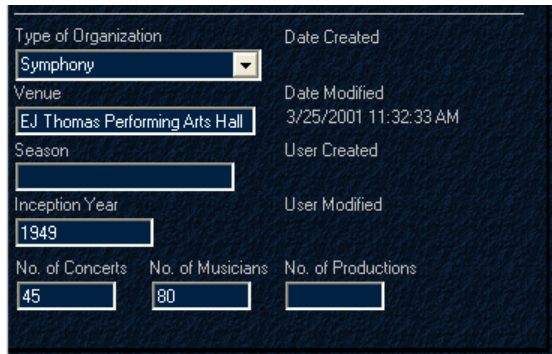 Type of Organization Date Created
Symphony
Venue Date Modified
EJ Thomas Performing Arts Hall 3/25/2001 11:32:33 AM
Season User Created
Inception Year User Modified
1949
No. of Concerts No. of Musicians No. of Productions
45 80